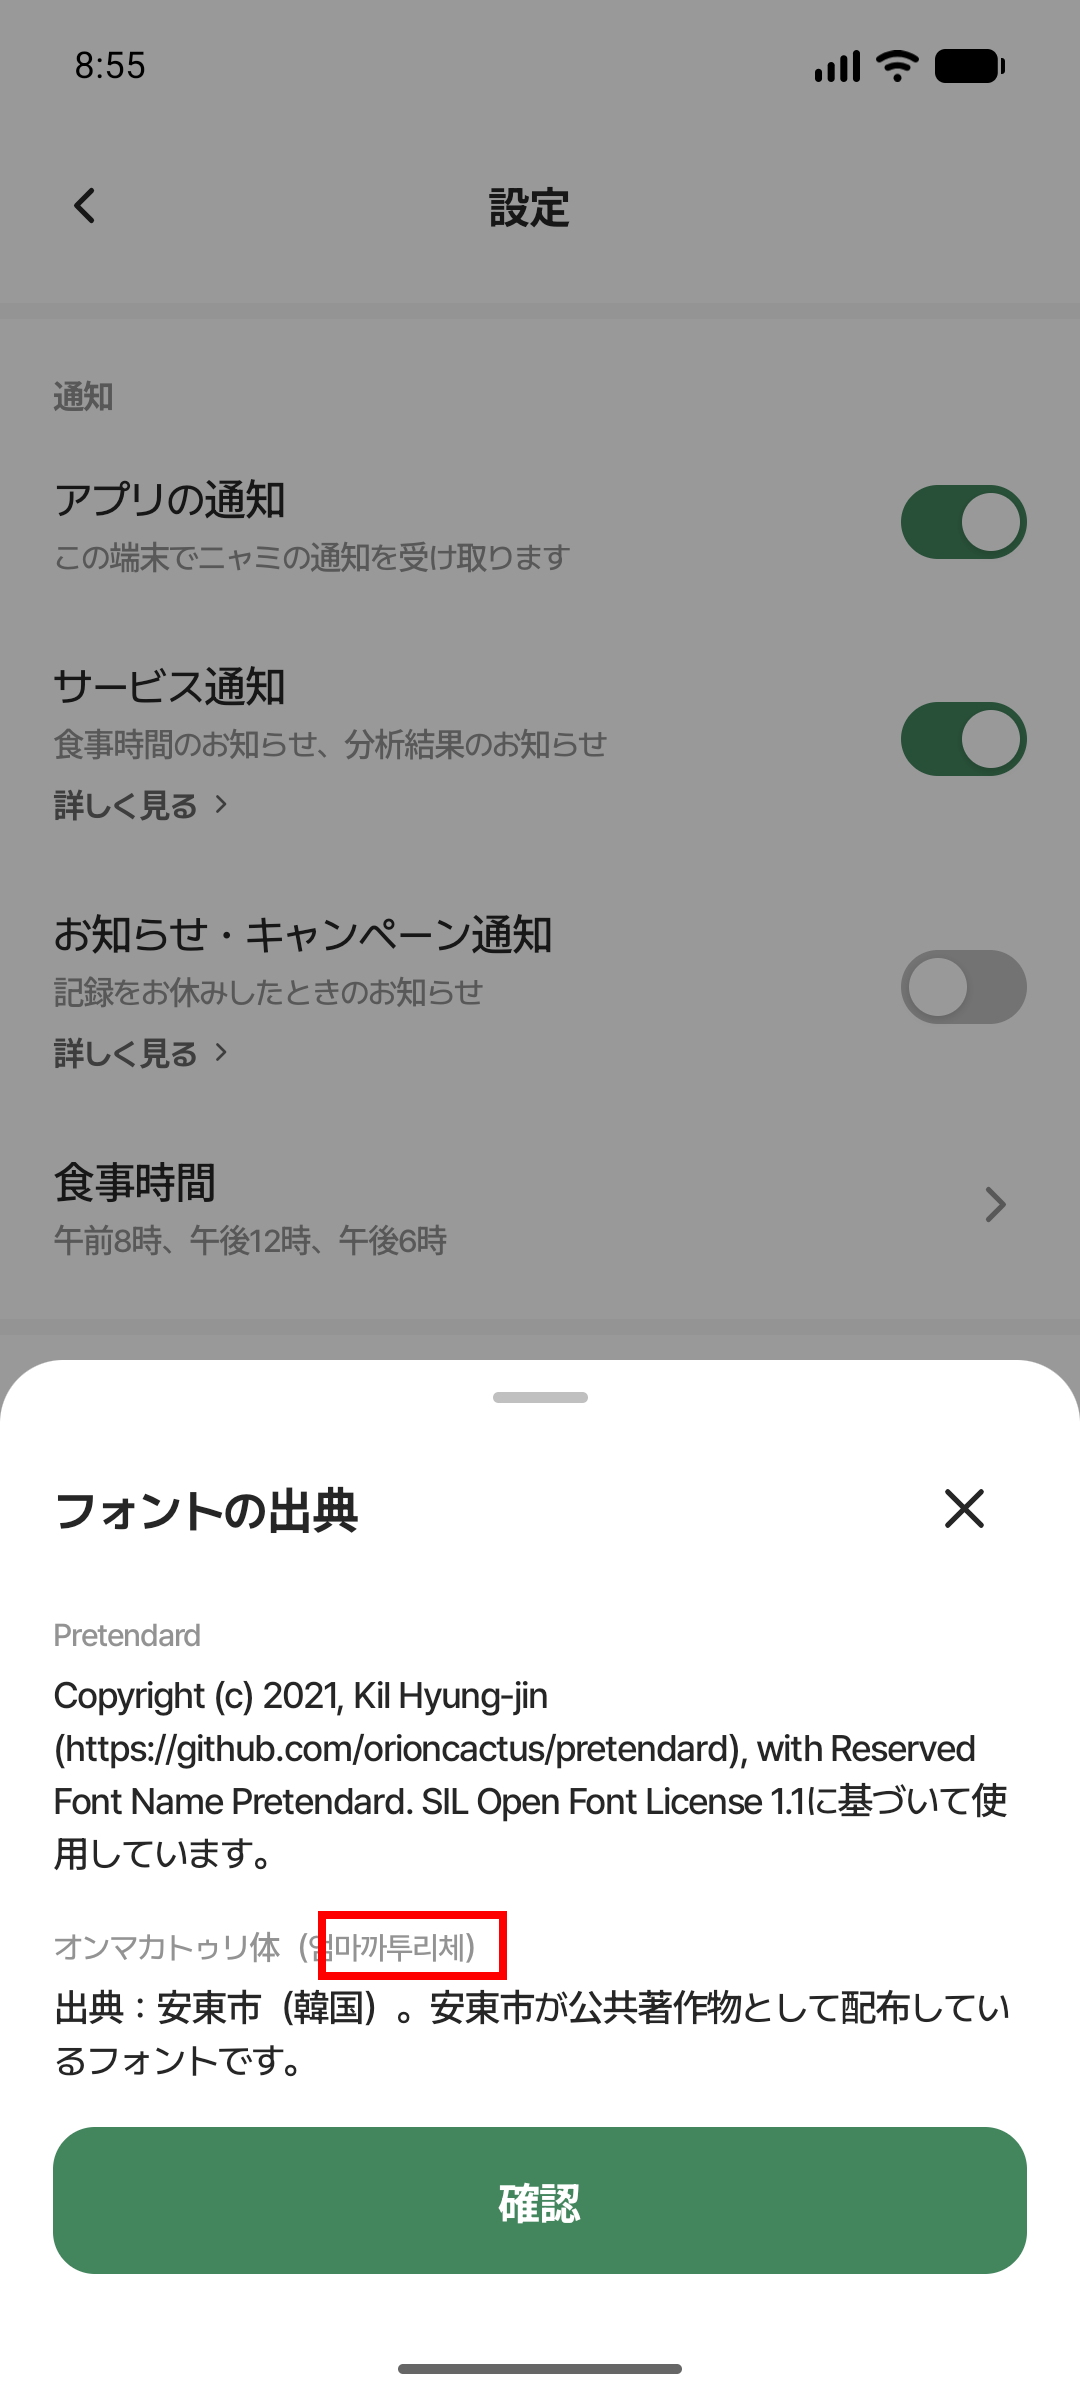 8:55
設定
通知
アプリの通知
この端末でニャミの通知を受け取ります
サービス通知
食事時間のお知らせ、分析結果のお知らせ
詳しく見る
お知らせ・キャンペーン通知
記録をお休みしたときのお知らせ
詳しく見る
食事時間
午前8時、午後12時、午後6時
フォントの出典
Pretendard
Copyright (c) 2021, Kil Hyung-jin
(https://github.com/orioncactus/pretendard), with Reserved
Font Name Pretendard. SIL Open Font License 1.1に基づいて使
用しています。
オンマカトゥリ体（엄마까투리체）
出典：安東市（韓国）。安東市が公共著作物として配布してい
るフォントです。
確認